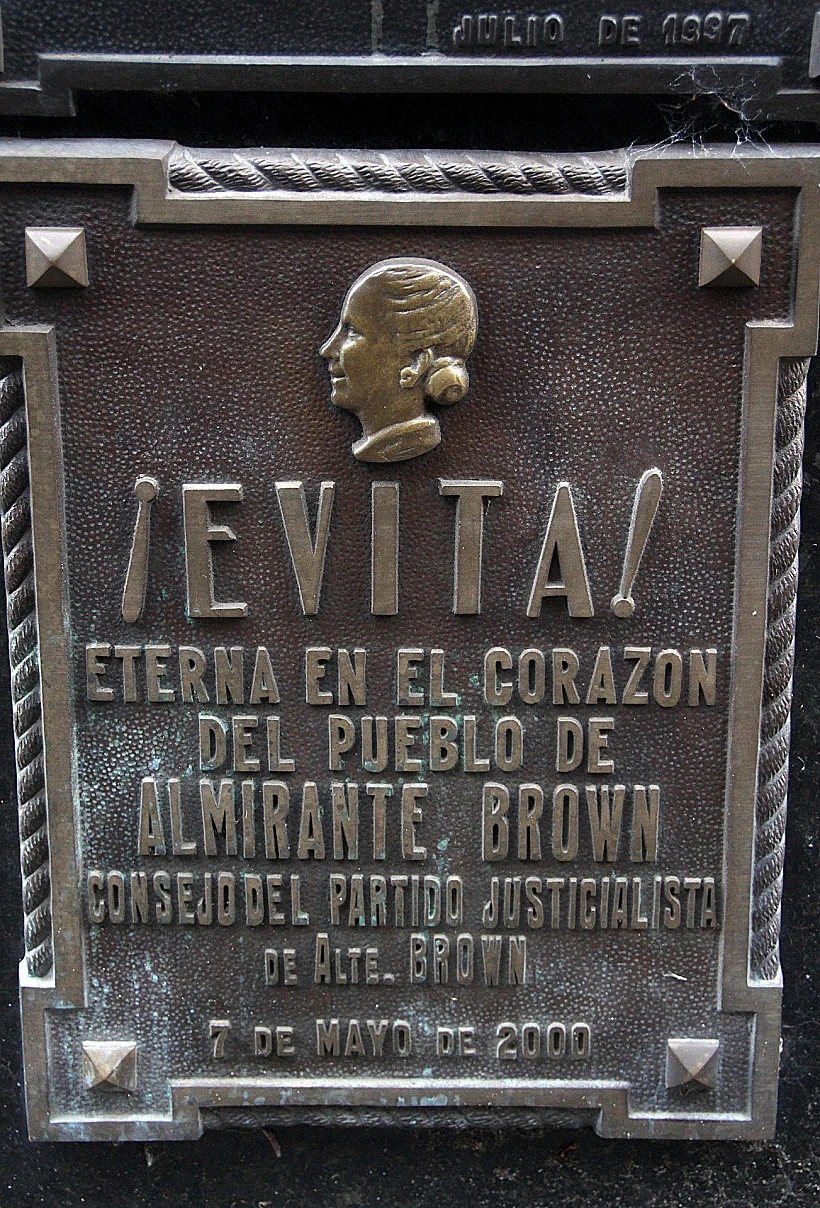 JULIO DE 1997
¡EVITA!
ETERNA EN EL CORAZON
DEL PUEBLO DE
ALMIRANTE BROWN
CONSEJO DEL PARTIDO JUSTICIALISTA
DE ALTE. BROWN
7 DE MAYO DE 2000